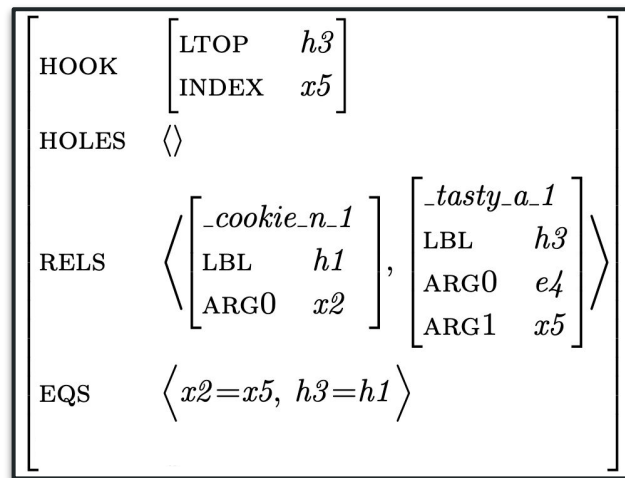 HOOK LTOP h3
INDEX x5
HOLES ⟨⟩
RELS ⟨ _cookie_n_1
LBL h1
ARG0 x2 , _tasty_a_1
LBL h3
ARG0 e4
ARG1 x5 ⟩
EQS ⟨ x2=x5, h3=h1 ⟩